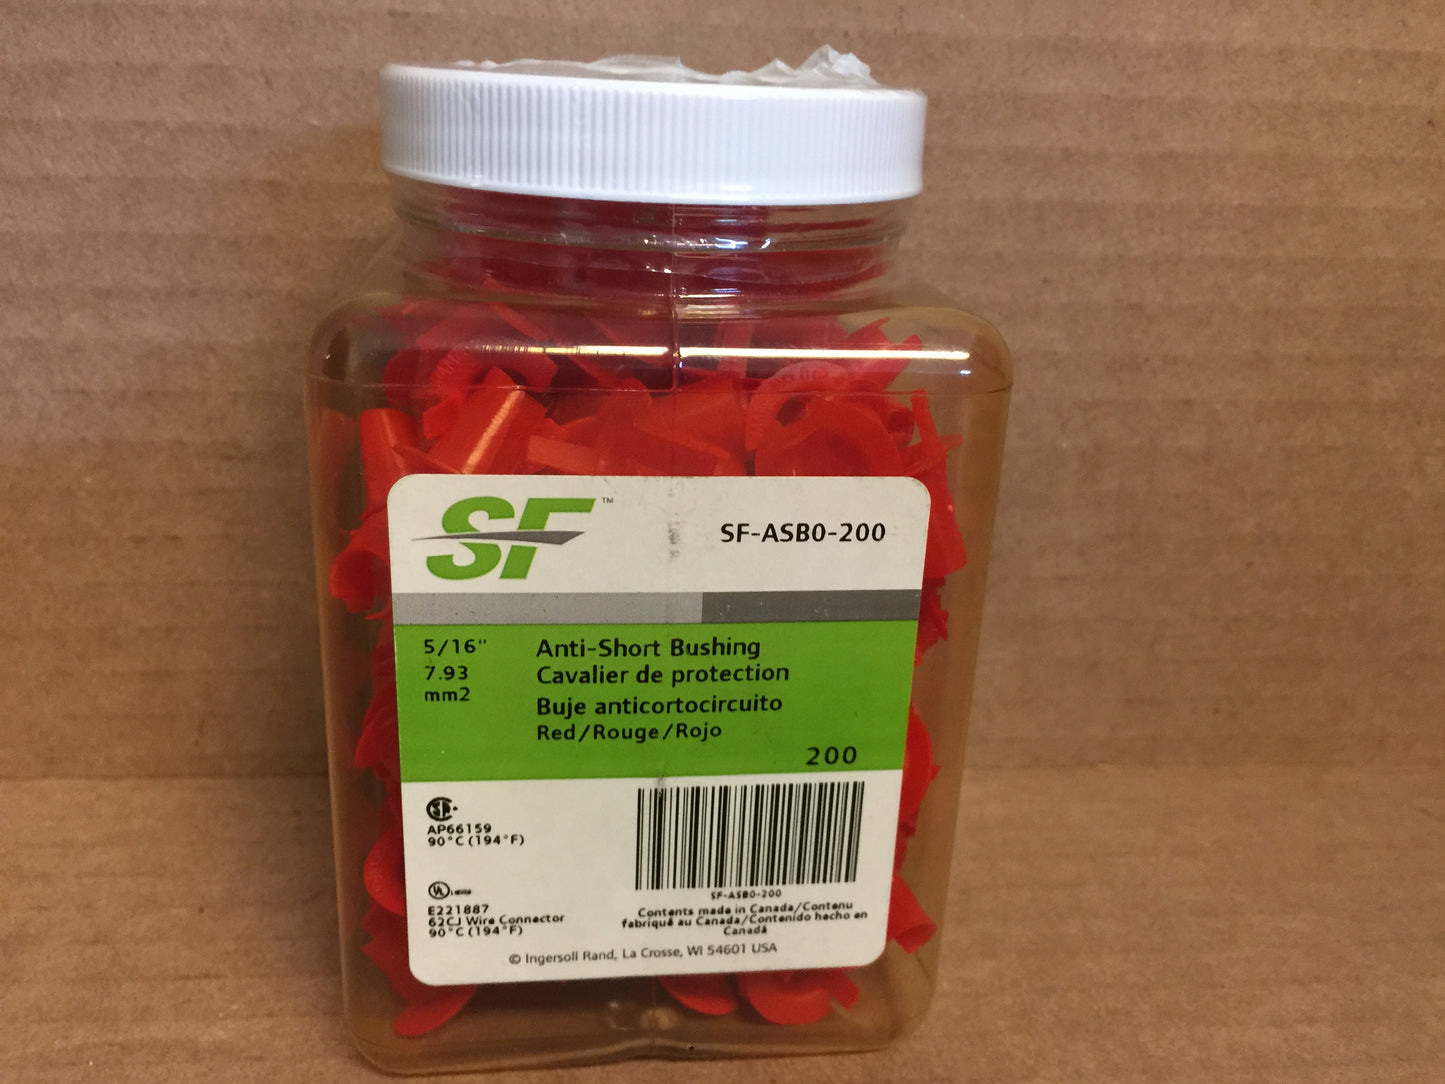 SF™
SF-ASB0-200
5/16"
7.93
mm2
Anti-Short Bushing
Cavalier de protection
Buje anticortocircuito
Red/Rouge/Rojo
200
AP66159
90°C (194°F)
UL
E221887
62CJ Wire Connector
90°C (194°F)
SF-ASB0-200
Contents made in Canada/Contenu
fabriqué au Canada/Contenido hecho en
Canadá
© Ingersoll Rand, La Crosse, WI 54601 USA